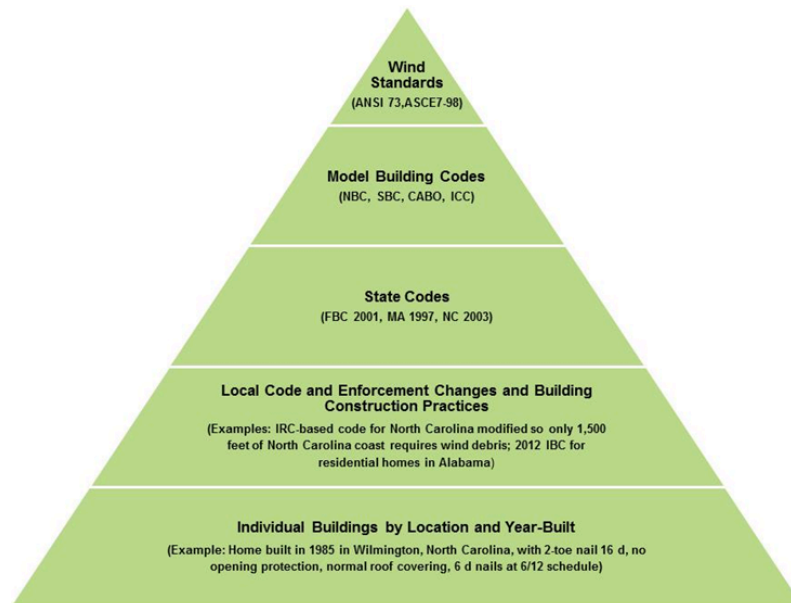 Wind
Standards
(ANSI 73,ASCE7-98)
Model Building Codes
(NBC, SBC, CABO, ICC)
State Codes
(FBC 2001, MA 1997, NC 2003)
Local Code and Enforcement Changes and Building
Construction Practices
(Examples: IRC-based code for North Carolina modified so only 1,500
feet of North Carolina coast requires wind debris; 2012 IBC for
residential homes in Alabama)
Individual Buildings by Location and Year-Built
(Example: Home built in 1985 in Wilmington, North Carolina, with 2-toe nail 16 d, no
opening protection, normal roof covering, 6 d nails at 6/12 schedule)